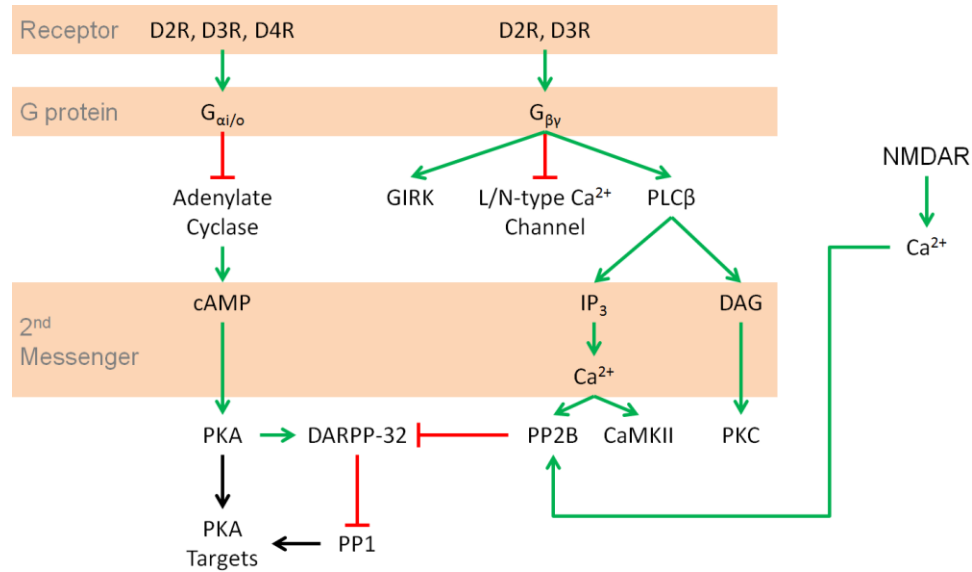 Receptor
D2R, D3R, D4R
D2R, D3R
G protein
Gαi/o
Gβγ
NMDAR
Adenylate
Cyclase
GIRK
L/N-type Ca²⁺
Channel
PLCβ
Ca²⁺
2nd
Messenger
cAMP
IP₃
DAG
Ca²⁺
PKA
DARPP-32
PP2B
CaMKII
PKC
PKA
Targets
PP1